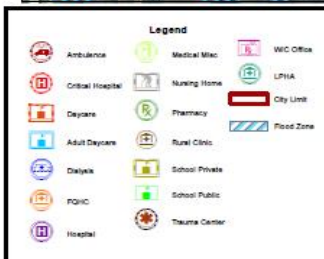 Legend
Ambulance
Critical Hospital
Daycare
Adult Daycare
Dialysis
FQHC
Hospital
Medical Misc
Nursing Home
Pharmacy
Rural Clinic
School Private
School Public
Trauma Center
WIC Office
LPHA
City Limit
Flood Zone